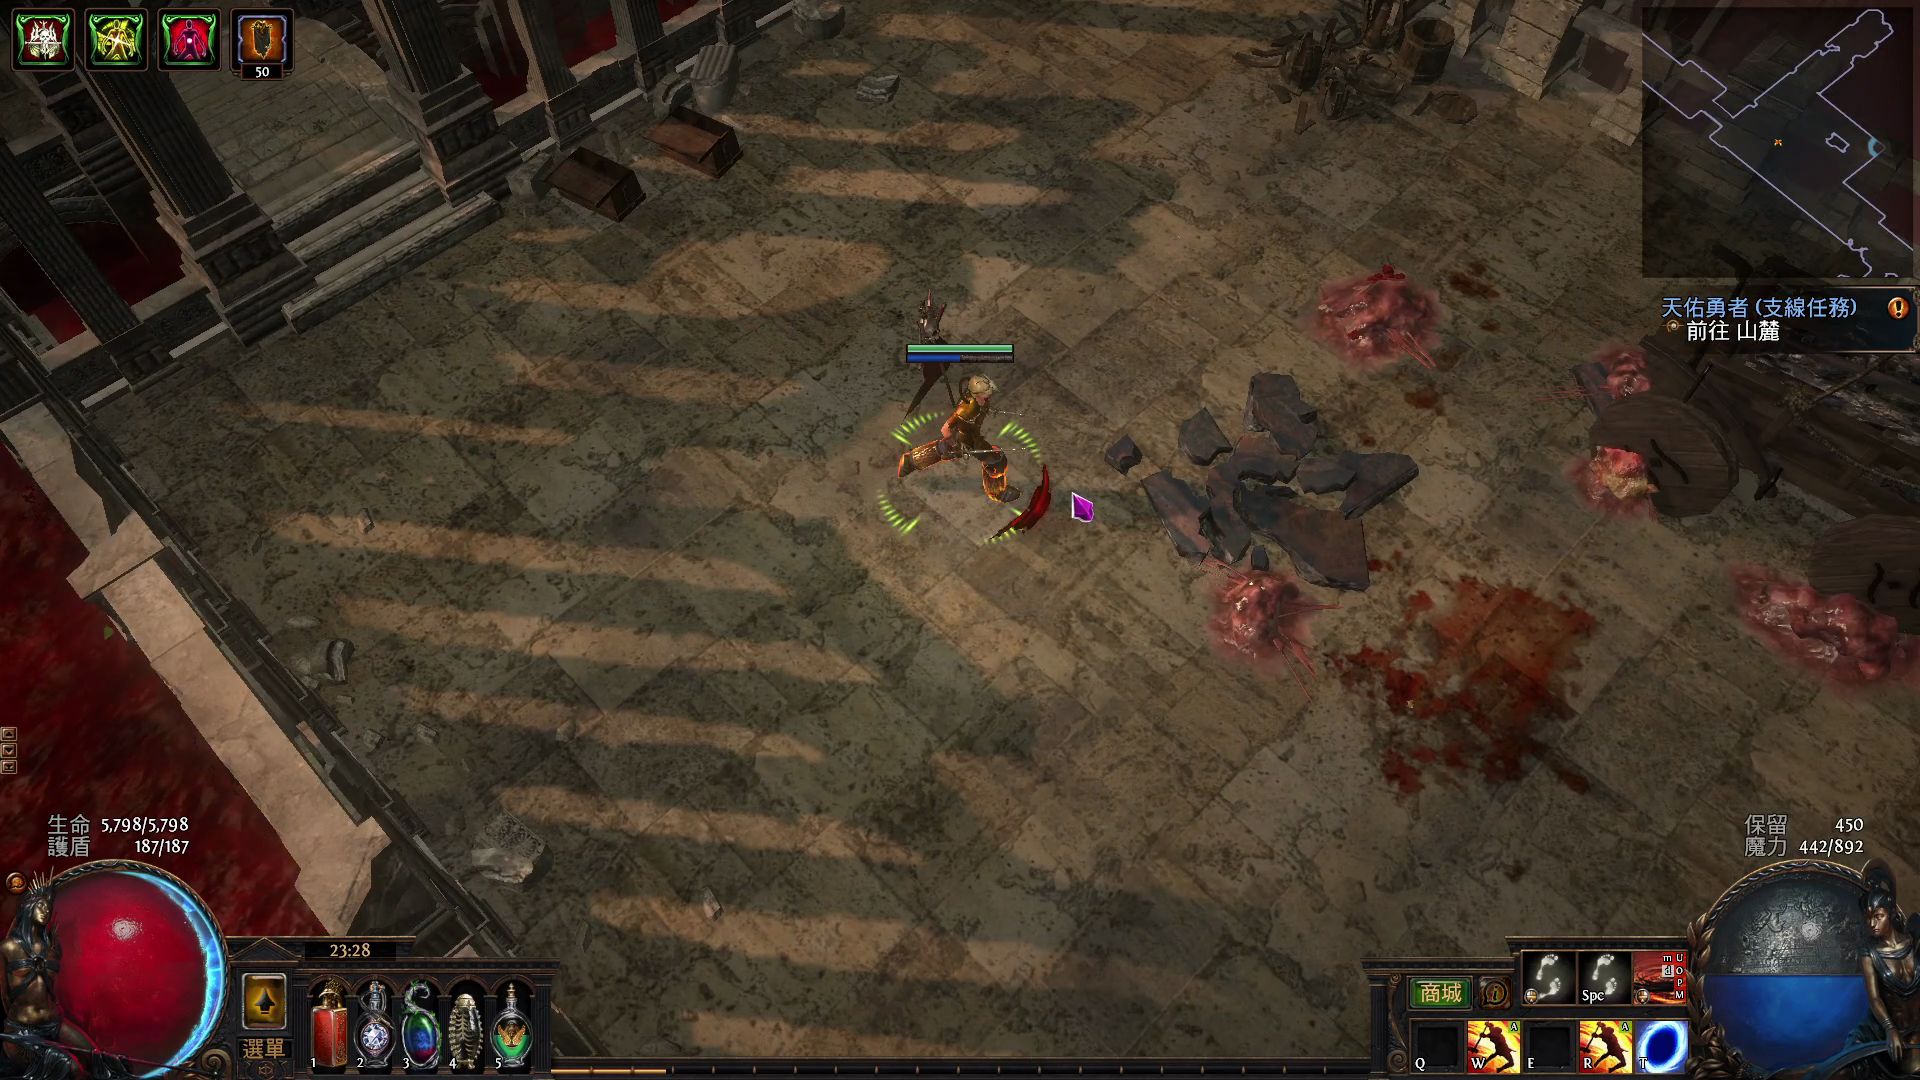 50
天佑勇者 (支線任務)
前往 山麓
生命 5,798/5,798
護盾 187/187
保留 450
魔力 442/892
23:28
選單
1 2 3 4 5
商城
Spc
m U
d O
P
M
Q W A E R A T